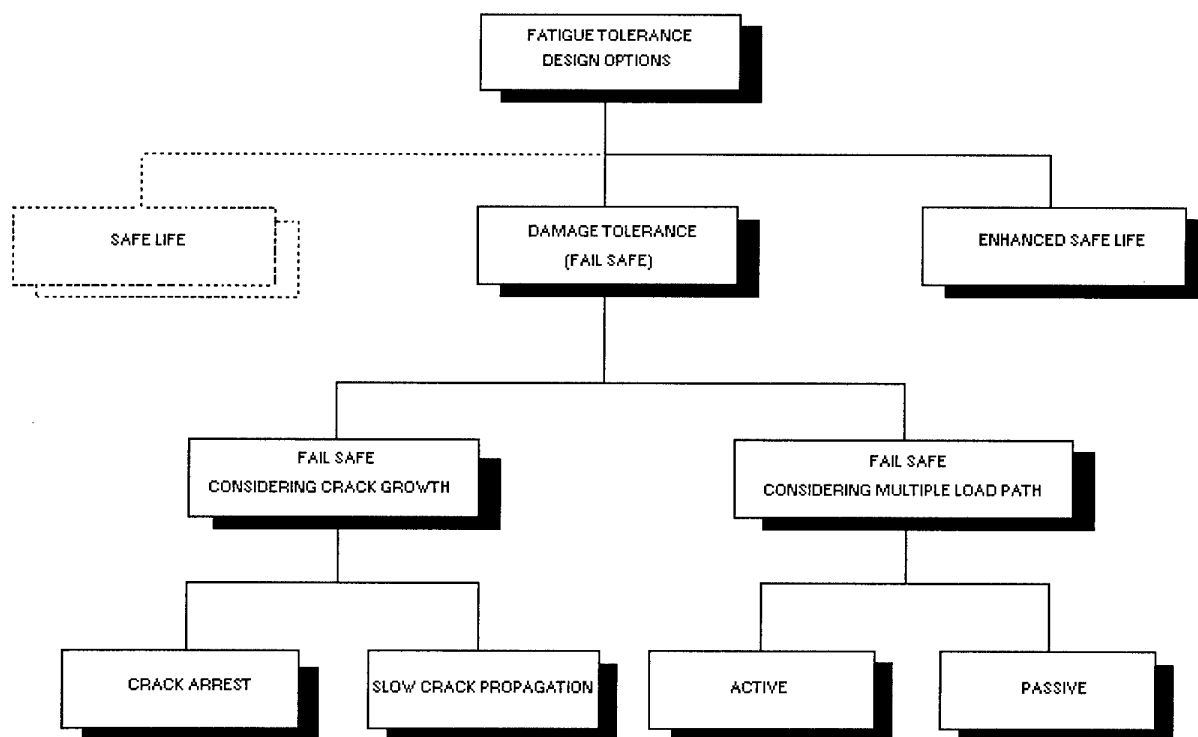 FATIGUE TOLERANCE
DESIGN OPTIONS
SAFE LIFE
DAMAGE TOLERANCE
(FAIL SAFE)
ENHANCED SAFE LIFE
FAIL SAFE
CONSIDERING CRACK GROWTH
FAIL SAFE
CONSIDERING MULTIPLE LOAD PATH
CRACK ARREST
SLOW CRACK PROPAGATION
ACTIVE
PASSIVE